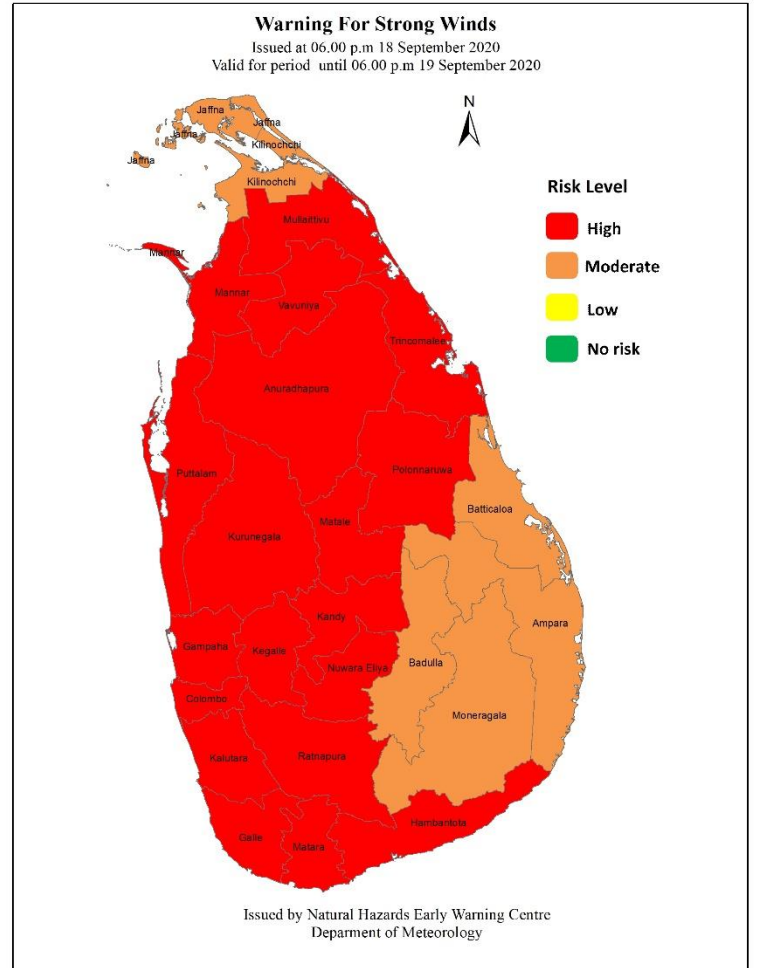 Warning For Strong Winds
Issued at 06.00 p.m 18 September 2020
Valid for period until 06.00 p.m 19 September 2020
N
Jaffna
Jaffna
Jaffna
Kilinochchi
Jaffna
Kilinochchi
Risk Level
High
Moderate
Low
No risk
Mullaittivu
Mannar
Mannar
Vavuniya
Trincomalee
Anuradhapura
Polonnaruwa
Puttalam
Batticaloa
Matale
Kurunegala
Kandy
Ampara
Gampaha
Kegalle
Nuwara Eliya
Badulla
Colombo
Moneragala
Kalutara
Ratnapura
Hambantota
Galle
Matara
Issued by Natural Hazards Early Warning Centre
Deparment of Meteorology